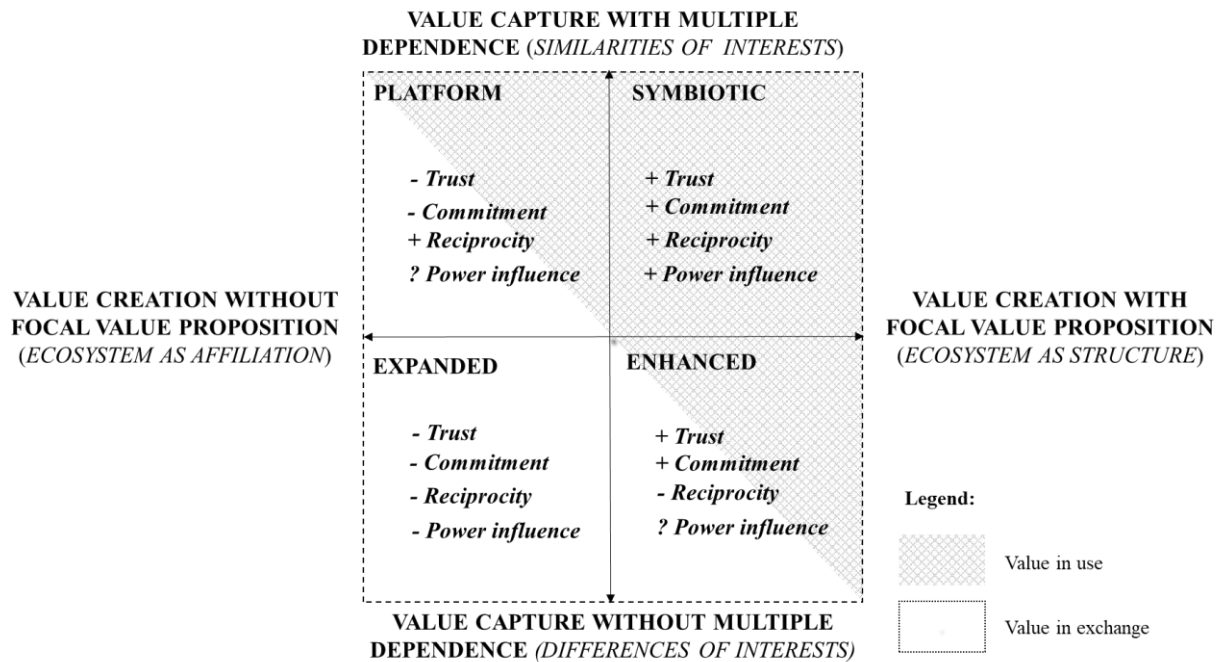 VALUE CAPTURE WITH MULTIPLE
DEPENDENCE (SIMILARITIES OF INTERESTS)
PLATFORM
- Trust
- Commitment
+ Reciprocity
? Power influence
SYMBIOTIC
+ Trust
+ Commitment
+ Reciprocity
+ Power influence
VALUE CREATION WITHOUT
FOCAL VALUE PROPOSITION
(ECOSYSTEM AS AFFILIATION)
VALUE CREATION WITH
FOCAL VALUE PROPOSITION
(ECOSYSTEM AS STRUCTURE)
EXPANDED
- Trust
- Commitment
- Reciprocity
- Power influence
ENHANCED
+ Trust
+ Commitment
- Reciprocity
? Power influence
Legend:
Value in use
Value in exchange
VALUE CAPTURE WITHOUT MULTIPLE
DEPENDENCE (DIFFERENCES OF INTERESTS)